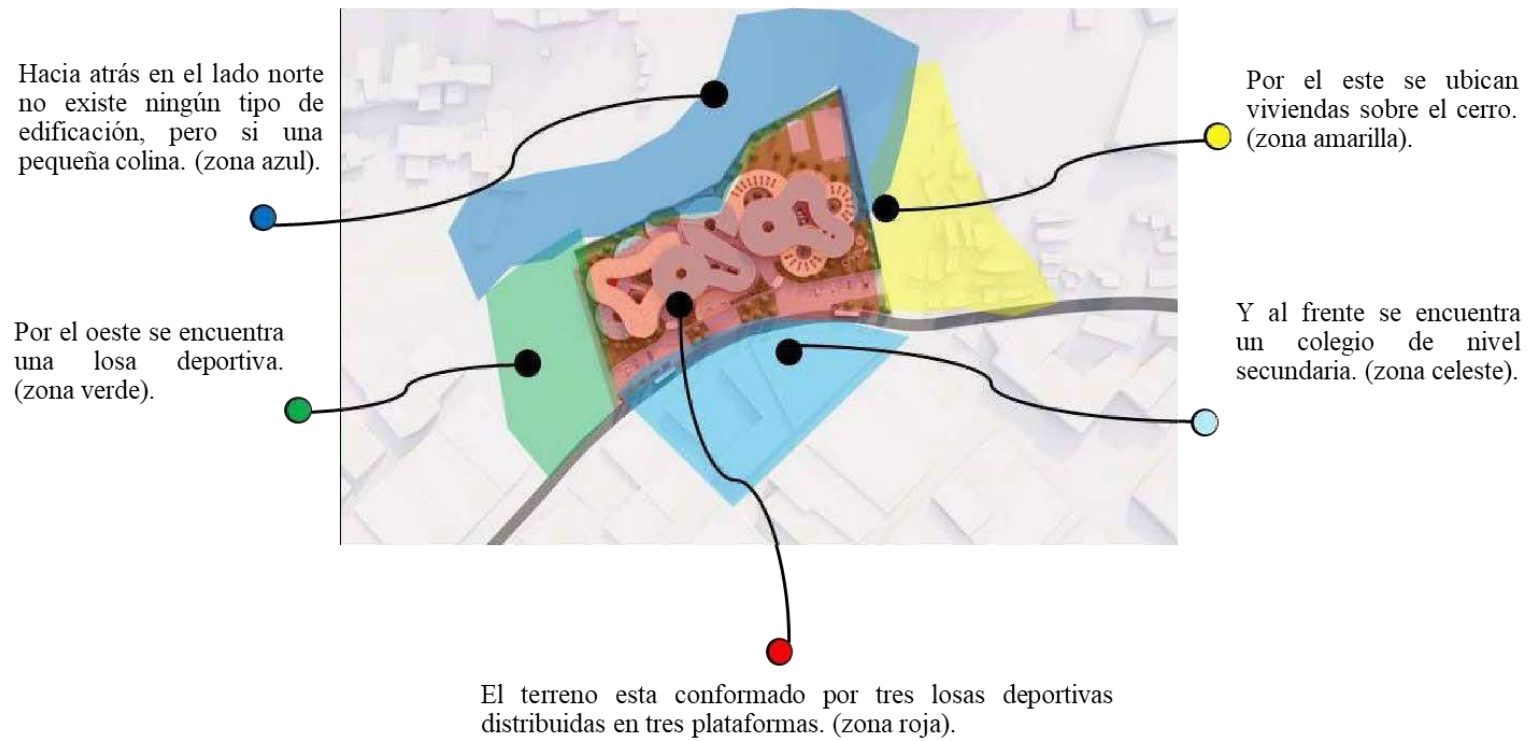 Hacia atrás en el lado norte
no existe ningún tipo de
edificación, pero si una
pequeña colina. (zona azul).
Por el este se ubican
viviendas sobre el cerro.
(zona amarilla).
Por el oeste se encuentra
una losa deportiva.
(zona verde).
Y al frente se encuentra
un colegio de nivel
secundaria. (zona celeste).
El terreno esta conformado por tres losas deportivas
distribuidas en tres plataformas. (zona roja).